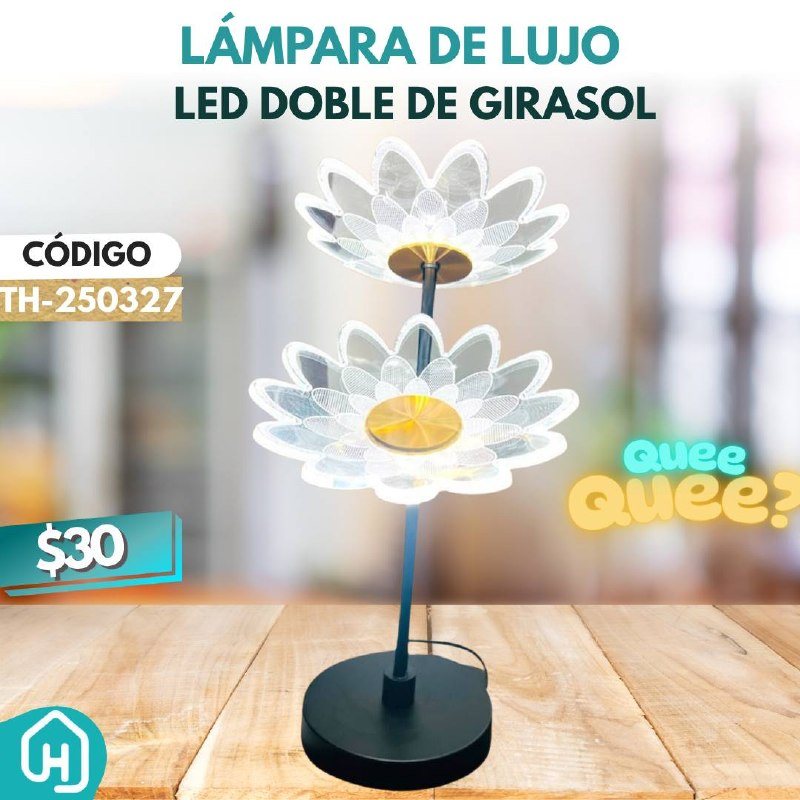 LÁMPARA DE LUJO
LED DOBLE DE GIRASOL
CÓDIGO
TH-250327
Quee
Quee?
$30